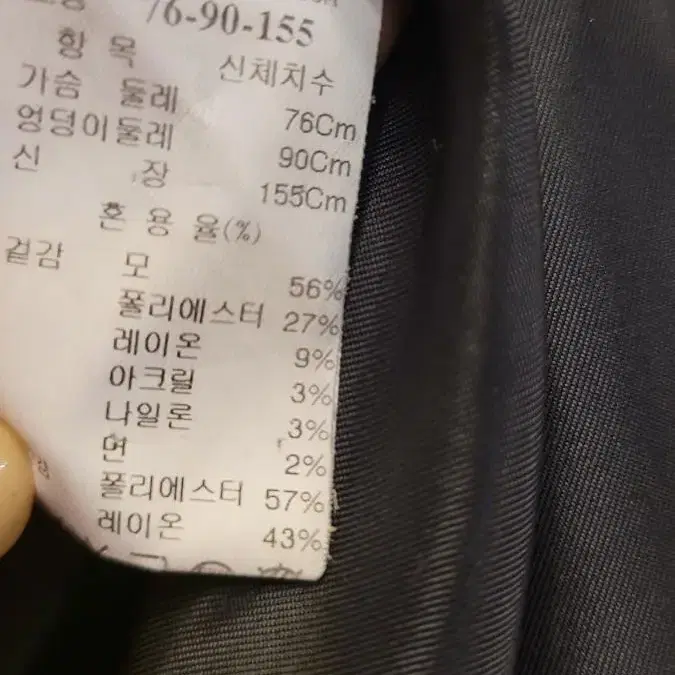 76-90-155
항 목 신체치수
가슴 둘레 76Cm
엉덩이둘레 90Cm
신 장 155Cm
혼 용 율(%)
겉감 모 56%
폴리에스터 27%
레이온 9%
아크릴 3%
나일론 3%
면 2%
폴리에스터 57%
레이온 43%